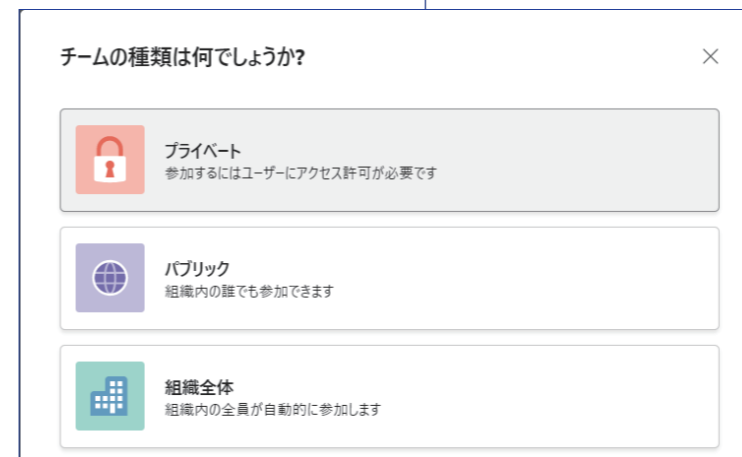 チームの種類は何でしょうか?
プライベート
参加するにはユーザーにアクセス許可が必要です
パブリック
組織内の誰でも参加できます
組織全体
組織内の全員が自動的に参加します